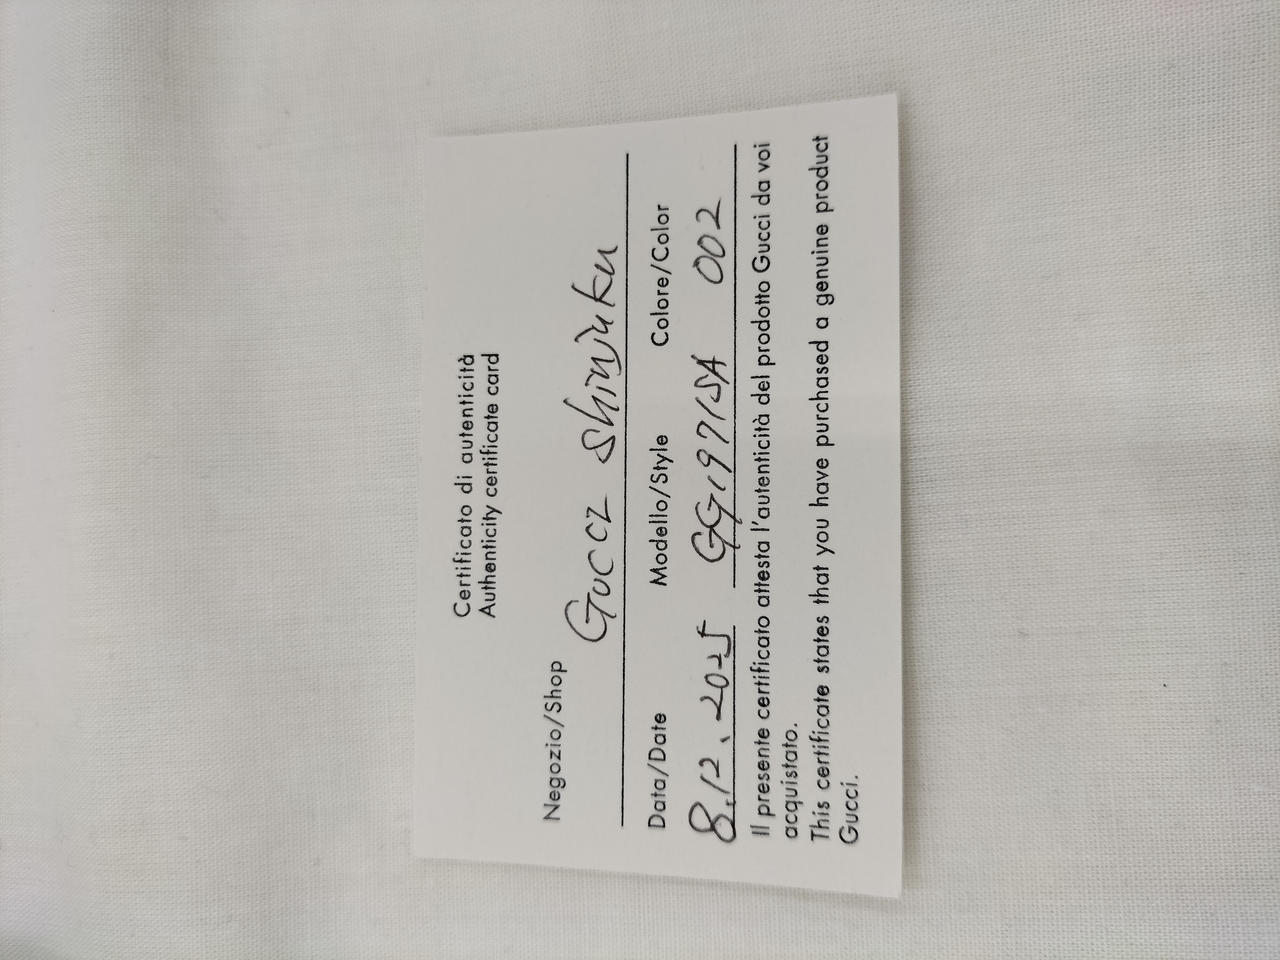 Certificato di autenticità
Authenticity certificate card
Negozio/Shop
Gucci Shinjuku
Data/Date Modello/Style Colore/Color
8.12.2025 GG1971SA 002
Il presente certificato attesta l'autenticità del prodotto Gucci da voi
acquistato.
This certificate states that you have purchased a genuine product
Gucci.